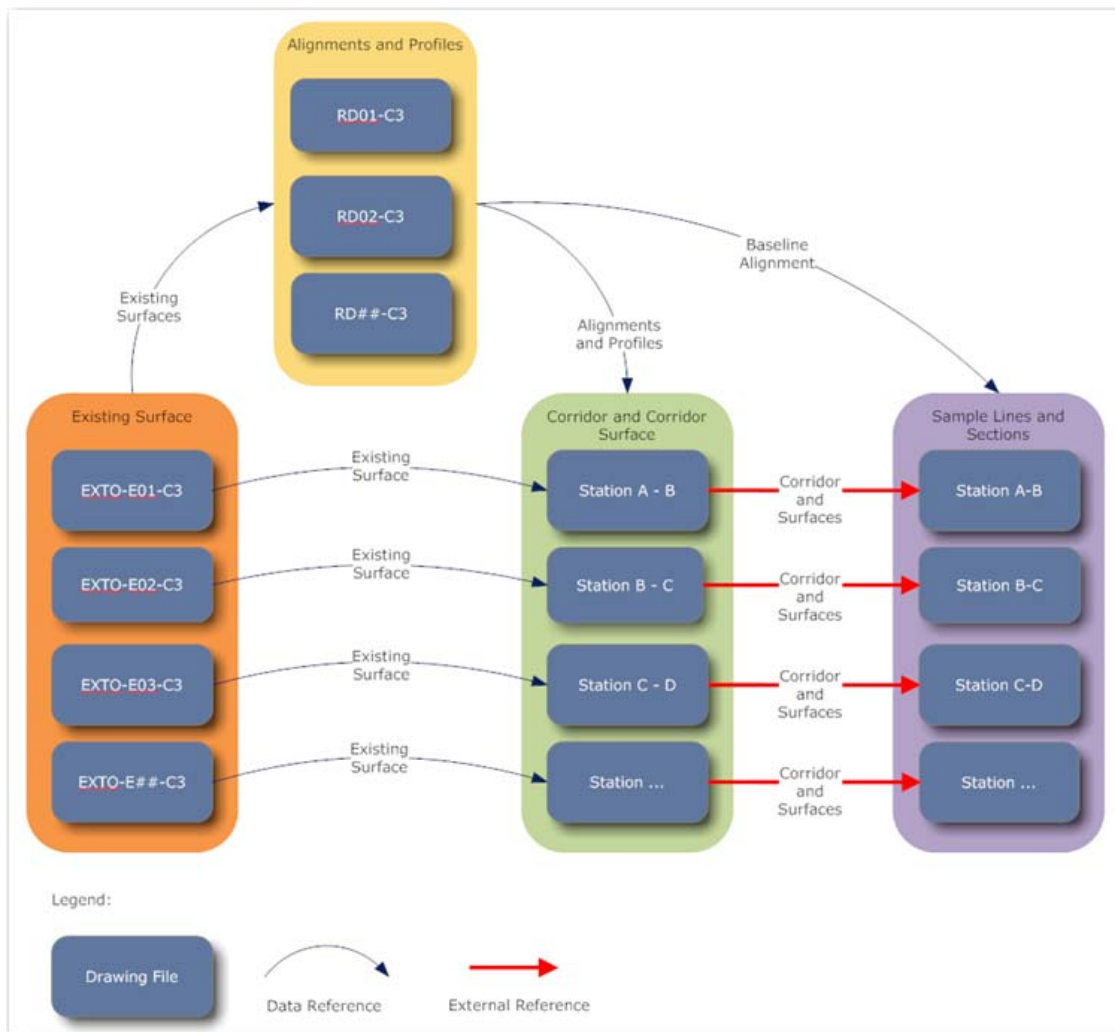 Alignments and Profiles
RD01-C3
RD02-C3
RD##-C3
Existing
Surfaces
Baseline
Alignment
Alignments
and Profiles
Existing Surface
EXTO-E01-C3
EXTO-E02-C3
EXTO-E03-C3
EXTO-E##-C3
Existing
Surface
Existing
Surface
Existing
Surface
Existing
Surface
Corridor and Corridor
Surface
Station A - B
Station B - C
Station C - D
Station ...
Corridor
and
Surfaces
Corridor
and
Surfaces
Corridor
and
Surfaces
Corridor
and
Surfaces
Sample Lines and
Sections
Station A-B
Station B-C
Station C-D
Station ...
Legend:
Drawing File
Data Reference
External Reference